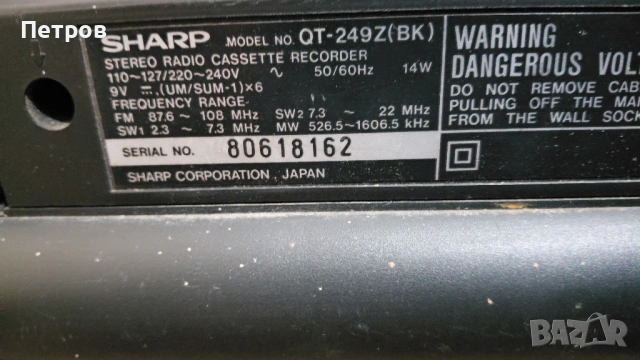 Петров
SHARP MODEL NO. QT-249Z(BK)
STEREO RADIO CASSETTE RECORDER
110~127/220~240V ∿ 50/60Hz 14W
9V ⎓,(UM/SUM-1)×6
FREQUENCY RANGE
FM 87.6 ~ 108 MHz SW2 7.3 ~ 22 MHz
SW1 2.3 ~ 7.3 MHz MW 526.5~1606.5 kHz
SERIAL NO. 80618162
SHARP CORPORATION, JAPAN
WARNING
DANGEROUS VOL
DO NOT REMOVE CAB
PULLING OFF THE MA
FROM THE WALL SOCK
BAZAR